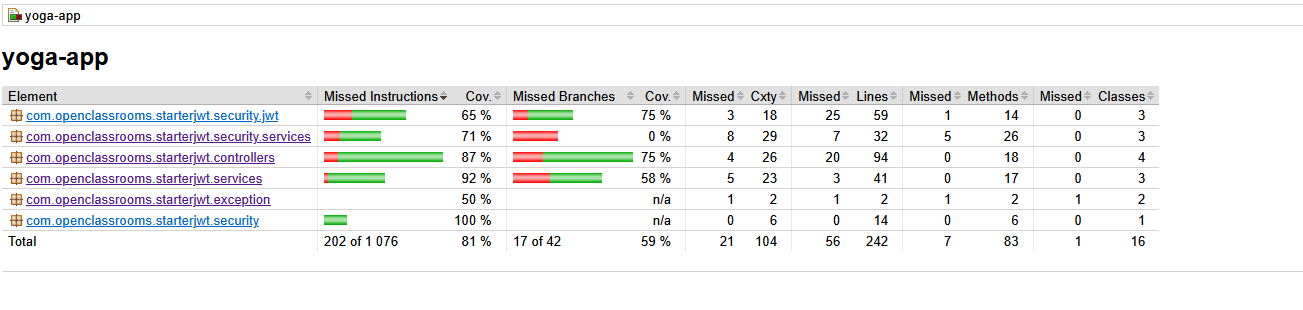 yoga-app
yoga-app
Element Missed Instructions Cov. Missed Branches Cov. Missed Cxty Missed Lines Missed Methods Missed Classes
com.openclassrooms.starterjwt.security.jwt 65 % 75 % 3 18 25 59 1 14 0 3
com.openclassrooms.starterjwt.security.services 71 % 0 % 8 29 7 32 5 26 0 3
com.openclassrooms.starterjwt.controllers 87 % 75 % 4 26 20 94 0 18 0 4
com.openclassrooms.starterjwt.services 92 % 58 % 5 23 3 41 0 17 0 3
com.openclassrooms.starterjwt.exception 50 % n/a 1 2 1 2 1 2 1 2
com.openclassrooms.starterjwt.security 100 % n/a 0 6 0 14 0 6 0 1
Total 202 of 1 076 81 % 17 of 42 59 % 21 104 56 242 7 83 1 16